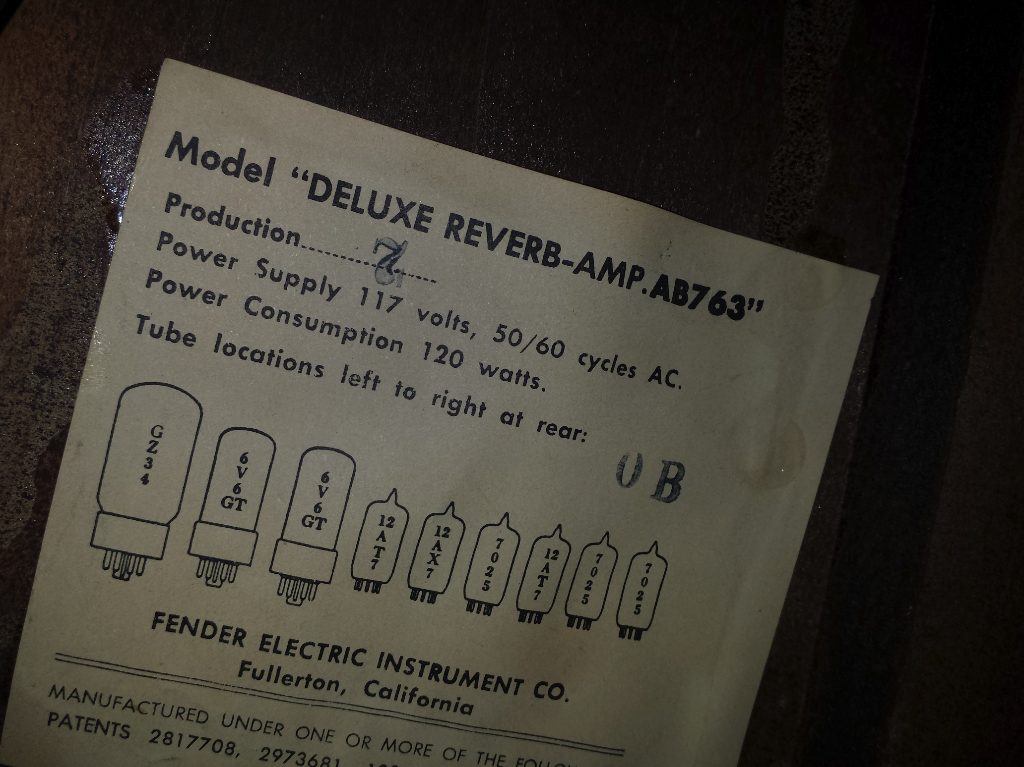 Model “DELUXE REVERB-AMP.AB763”
Production............
Power Supply 117 volts, 50/60 cycles AC.
Power Consumption 120 watts.
Tube locations left to right at rear:
OB
GZ34 6V6GT 6V6GT 12AT7 12AX7 7025 12AT7 7025 7025
FENDER ELECTRIC INSTRUMENT CO.
Fullerton, California
MANUFACTURED UNDER ONE OR MORE OF THE
PATENTS 2817708, 2973681,